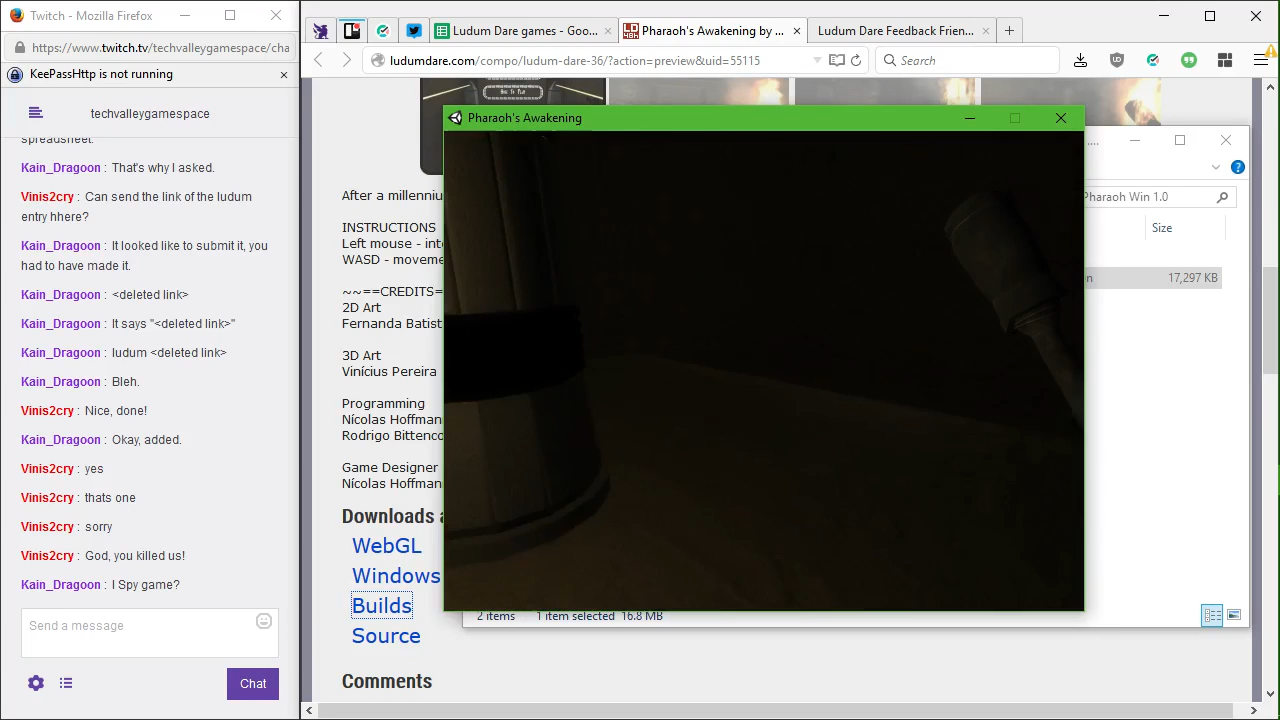 Twitch - Mozilla Firefox
https://www.twitch.tv/techvalleygamespace/cha
KeePassHttp is not running
techvalleygamespace
spreadsheet.
Kain_Dragoon : That's why I asked.
Vinis2cry : Can send the link of the ludum
entry hhere?
Kain_Dragoon : It looked like to submit it, you
had to have made it.
Kain_Dragoon : <deleted link>
Kain_Dragoon : It says "<deleted link>"
Kain_Dragoon : ludum <deleted link>
Kain_Dragoon : Bleh.
Vinis2cry : Nice, done!
Kain_Dragoon : Okay, added.
Vinis2cry : yes
Vinis2cry : thats one
Vinis2cry : sorry
Vinis2cry : God, you killed us!
Kain_Dragoon : I Spy game?
Send a message
Chat
Ludum Dare games - Goo...
Pharaoh's Awakening by ...
Ludum Dare Feedback Frien...
ludumdare.com/compo/ludum-dare-36/?action=preview&uid=55115
Search
Pharaoh's Awakening
....
Pharaoh Win 1.0
Size
17,297 KB
After a millenniu
INSTRUCTIONS
Left mouse - int
WASD - moveme
~~==CREDITS=
2D Art
Fernanda Batist
3D Art
Vinícius Pereira
Programming
Nícolas Hoffman
Rodrigo Bittenco
Game Designer
Nícolas Hoffman
Downloads a
WebGL
Windows
Builds
Source
2 items
1 item selected 16.8 MB
Comments